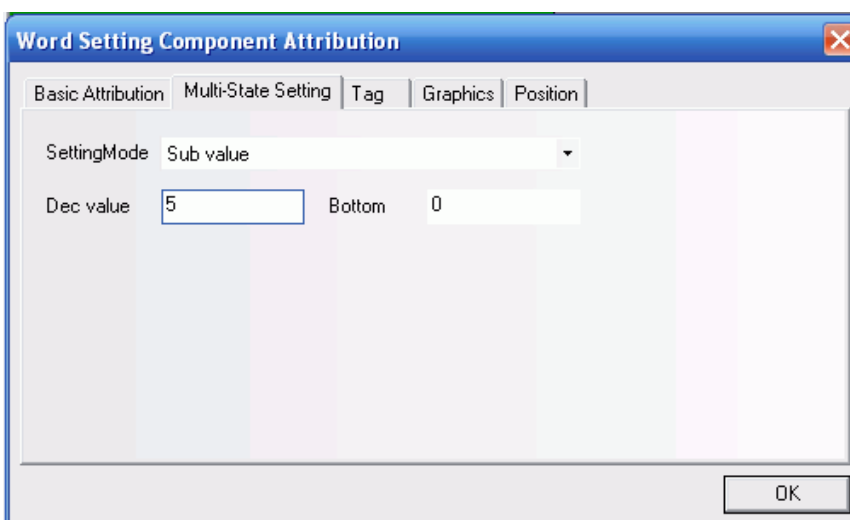 Word Setting Component Attribution
Basic Attribution Multi-State Setting Tag Graphics Position
SettingMode Sub value
Dec value 5 Bottom 0
OK